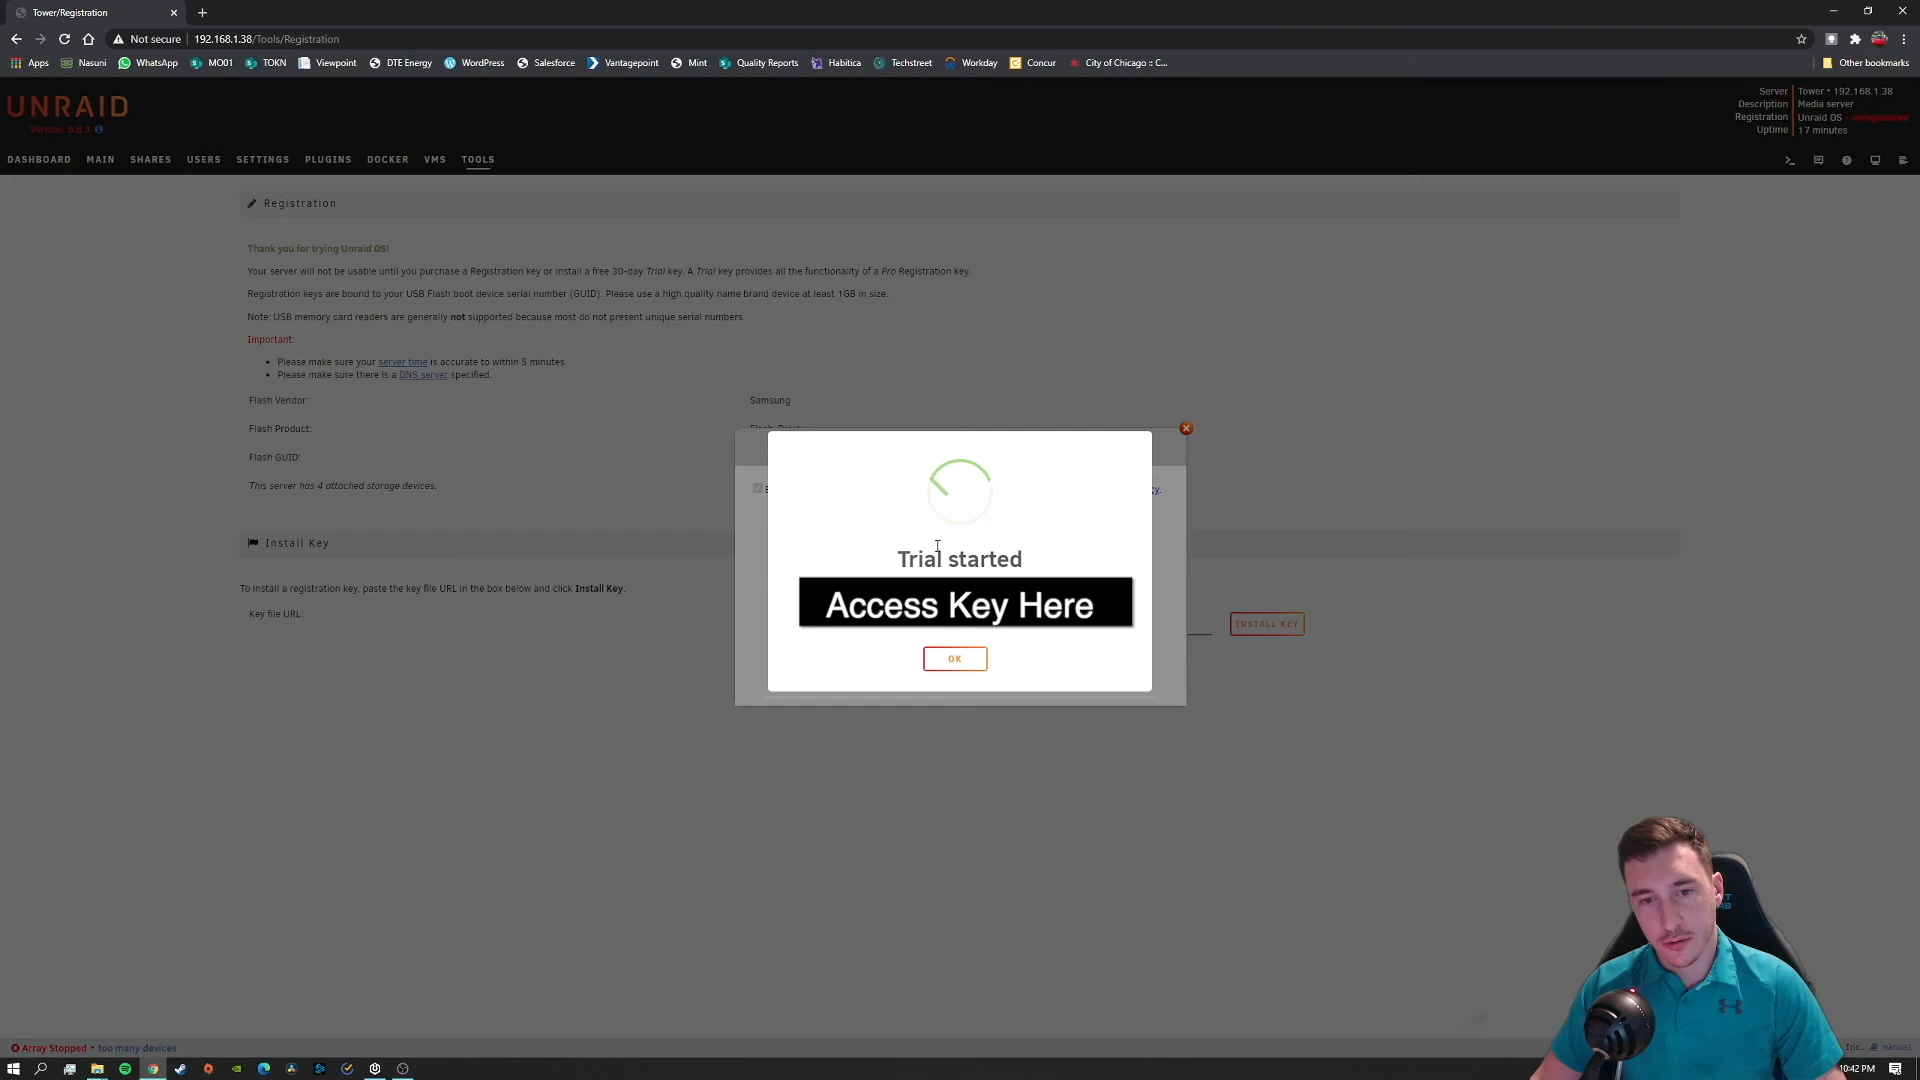 Tower/Registration
Not secure 192.168.1.38/Tools/Registration
Apps Nasuni WhatsApp MO01 TOKN Viewpoint DTE Energy WordPress Salesforce Vantagepoint Mint Quality Reports Habitica Techstreet Workday Concur City of Chicago :: C... Other bookmarks
UNRAID
Version: 6.8.3
Server Tower • 192.168.1.38
Description Media server
Registration Unraid OS - unregistered
Uptime 17 minutes
DASHBOARD MAIN SHARES USERS SETTINGS PLUGINS DOCKER VMS TOOLS
Registration
Thank you for trying Unraid OS!
Your server will not be usable until you purchase a Registration key or install a free 30-day Trial key. A Trial key provides all the functionality of a Pro Registration key.
Registration keys are bound to your USB Flash boot device serial number (GUID). Please use a high quality name brand device at least 1GB in size.
Note: USB memory card readers are generally not supported because most do not present unique serial numbers.
Important:
• Please make sure your server time is accurate to within 5 minutes.
• Please make sure there is a DNS server specified.
Flash Vendor: Samsung
Flash Product:
Flash GUID:
This server has 4 attached storage devices.
Trial started
Access Key Here
OK
Install Key
To install a registration key, paste the key file URL in the box below and click Install Key.
Key file URL:
INSTALL KEY
Array Stopped • too many devices
Inc. manual
10:42 PM